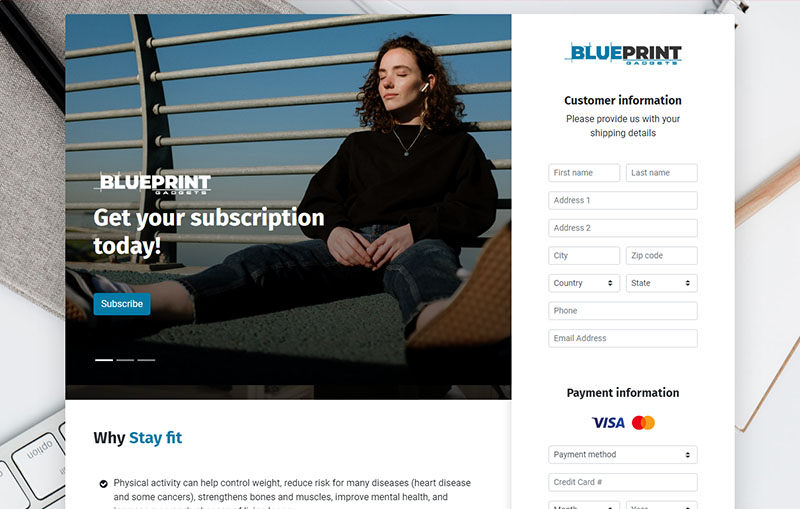 BLUEPRINT
GADGETS
Get your subscription
today!
Subscribe
Why Stay fit
Physical activity can help control weight, reduce risk for many diseases (heart disease
and some cancers), strengthens bones and muscles, improve mental health, and
BLUEPRINT
GADGETS
Customer information
Please provide us with your
shipping details
First name Last name
Address 1
Address 2
City Zip code
Country State
Phone
Email Address
Payment information
VISA
Payment method
Credit Card #
Month Year
option